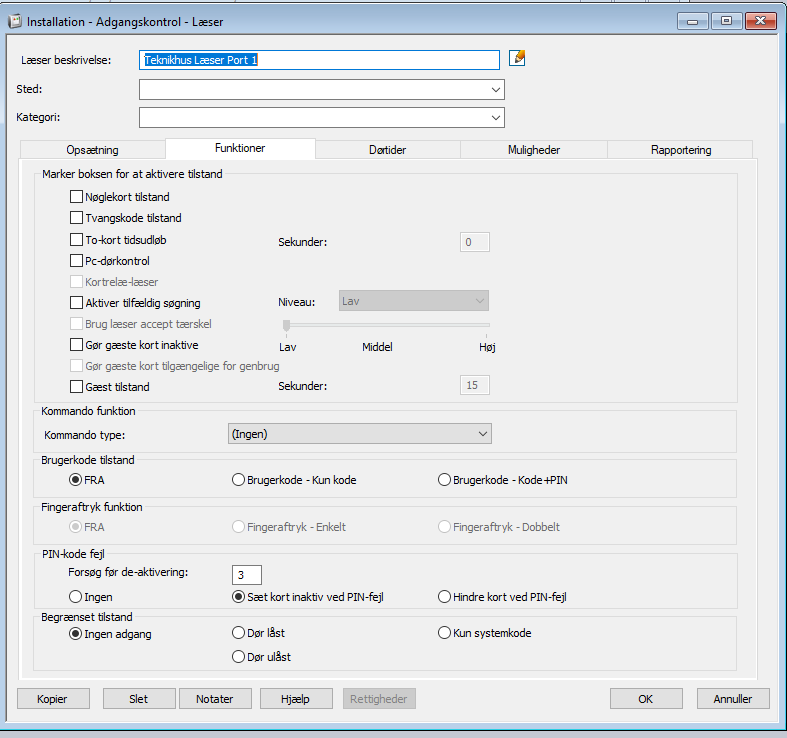 Installation - Adgangskontrol - Læser
Læser beskrivelse: Teknikhus Læser Port 1
Sted:
Kategori:
Opsætning Funktioner Dørtider Muligheder Rapportering
Marker boksen for at aktivere tilstand
Nøglekort tilstand
Tvangskode tilstand
To-kort tidsudløb Sekunder: 0
Pc-dørkontrol
Kortrelæ-læser
Aktiver tilfældig søgning Niveau: Lav
Brug læser accept tærskel
Gør gæste kort inaktive Lav Middel Høj
Gør gæste kort tilgængelige for genbrug
Gæst tilstand Sekunder: 15
Kommando funktion
Kommando type: (Ingen)
Brugerkode tilstand
FRA Brugerkode - Kun kode Brugerkode - Kode+PIN
Fingeraftryk funktion
FRA Fingeraftryk - Enkelt Fingeraftryk - Dobbelt
PIN-kode fejl
Forsøg før de-aktivering: 3
Ingen Sæt kort inaktiv ved PIN-fejl Hindre kort ved PIN-fejl
Begrænset tilstand
Ingen adgang Dør låst Kun systemkode
Dør ulåst
Kopier Slet Notater Hjælp Rettigheder OK Annuller